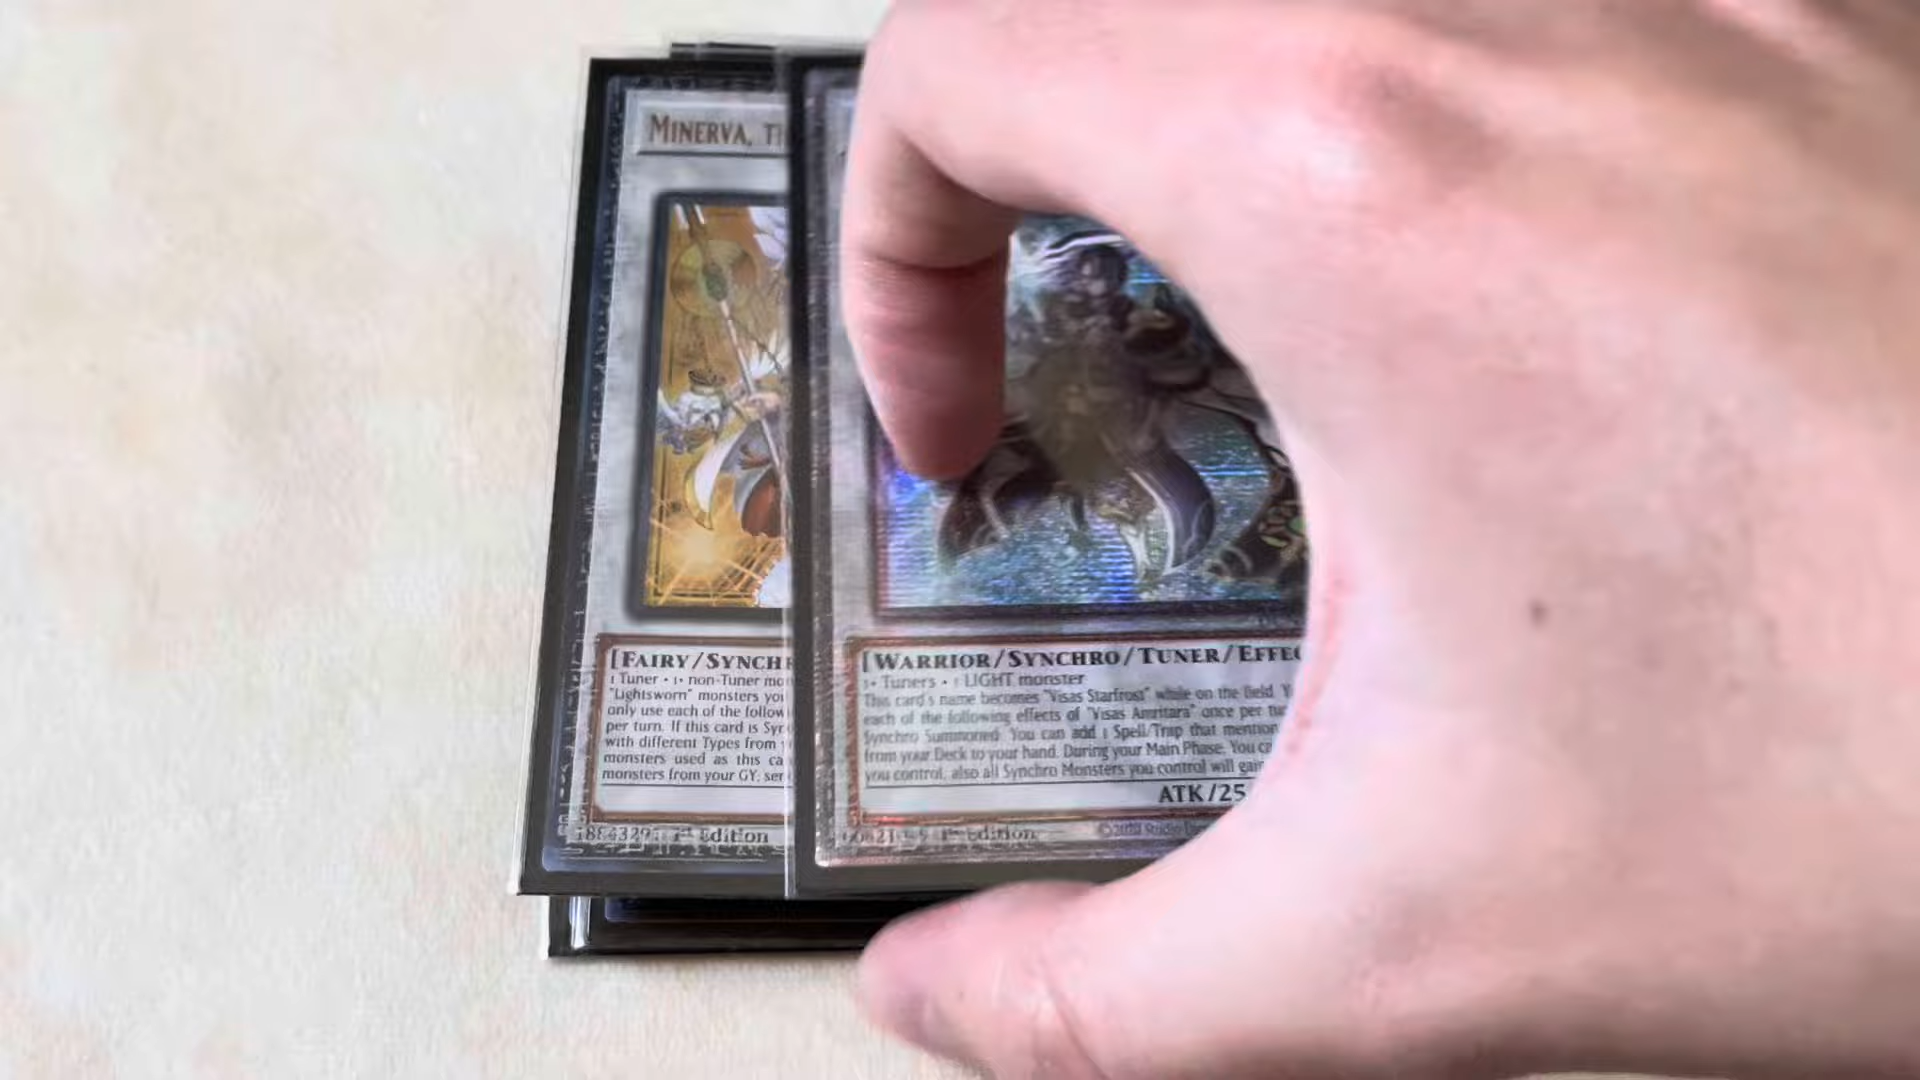 MINERVA, TH
[FAIRY/SYNCHR
1 Tuner + 1+ non-Tuner mo
"Lightsworn" monsters you
only use each of the follow
per turn. If this card is Syn
with different Types from y
monsters used as this ca
monsters from your GY; sen
1st Edition
[WARRIOR/SYNCHRO/TUNER/EFFEC
1+ Tuners + 1 LIGHT monster
This card's name becomes "Visas Starfrost" while on the field. Y
each of the following effects of "Visas Amritara" once per tur
Synchro Summoned: You can add 1 Spell/Trap that mention
from your Deck to your hand. During your Main Phase: You ca
you control, also all Synchro Monsters you control will gain
ATK/25
1st Edition